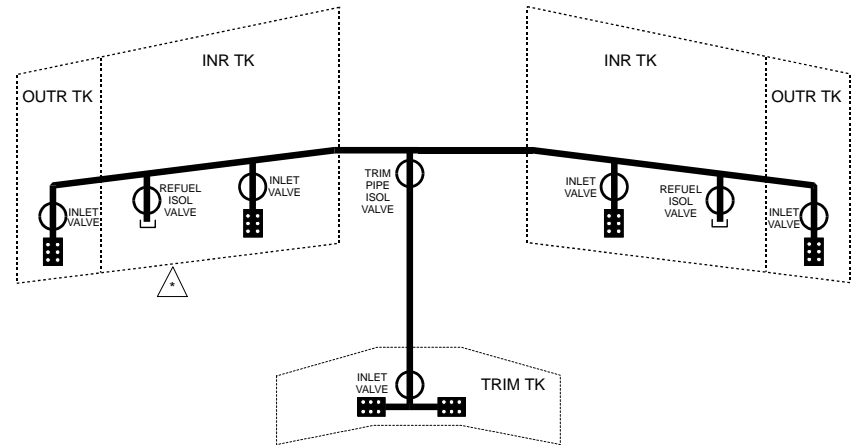 INR TK
INR TK
OUTR TK
OUTR TK
TRIM
PIPE
ISOL
VALVE
INLET
VALVE
REFUEL
ISOL
VALVE
INLET
VALVE
INLET
VALVE
REFUEL
ISOL
VALVE
INLET
VALVE
*
INLET
VALVE
TRIM TK